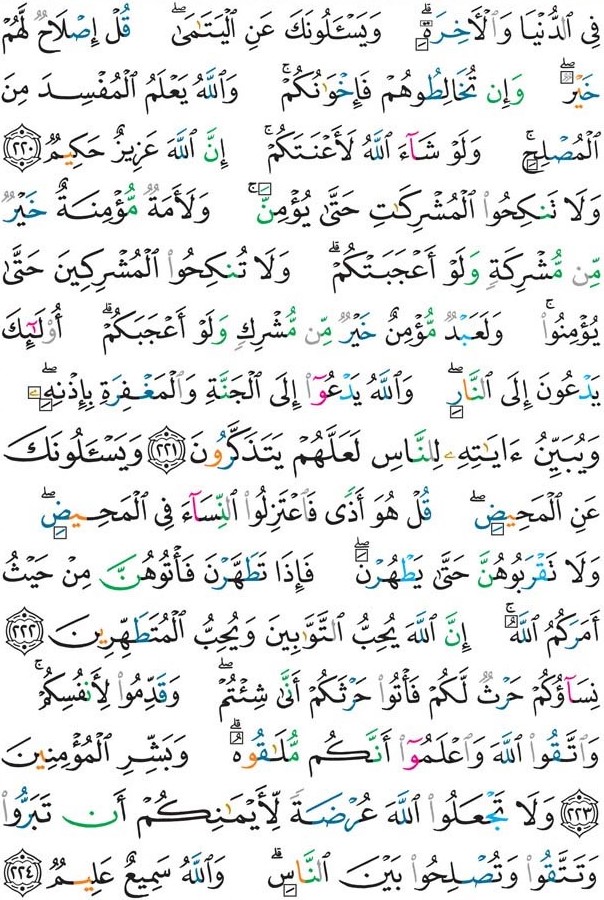 فِى ٱلدُّنْيَا وَٱلْـَٔاخِرَةِ ۗ وَيَسْـَٔلُونَكَ عَنِ ٱلْيَتَـٰمَىٰ ۖ قُلْ إِصْلَاحٌ لَّهُمْ
خَيْرٌ ۖ وَإِن تُخَالِطُوهُمْ فَإِخْوَٰنُكُمْ ۚ وَٱللَّهُ يَعْلَمُ ٱلْمُفْسِدَ مِنَ
ٱلْمُصْلِحِ ۚ وَلَوْ شَآءَ ٱللَّهُ لَأَعْنَتَكُمْ ۚ إِنَّ ٱللَّهَ عَزِيزٌ حَكِيمٌ ٢٢٠
وَلَا تَنكِحُوا۟ ٱلْمُشْرِكَـٰتِ حَتَّىٰ يُؤْمِنَّ ۚ وَلَأَمَةٌ مُّؤْمِنَةٌ خَيْرٌ
مِّن مُّشْرِكَةٍ وَلَوْ أَعْجَبَتْكُمْ ۗ وَلَا تُنكِحُوا۟ ٱلْمُشْرِكِينَ حَتَّىٰ
يُؤْمِنُوا۟ ۚ وَلَعَبْدٌ مُّؤْمِنٌ خَيْرٌ مِّن مُّشْرِكٍ وَلَوْ أَعْجَبَكُمْ ۗ أُو۟لَـٰٓئِكَ
يَدْعُونَ إِلَى ٱلنَّارِ ۖ وَٱللَّهُ يَدْعُوٓا۟ إِلَى ٱلْجَنَّةِ وَٱلْمَغْفِرَةِ بِإِذْنِهِۦ ۖ
وَيُبَيِّنُ ءَايَـٰتِهِۦ لِلنَّاسِ لَعَلَّهُمْ يَتَذَكَّرُونَ ٢٢١ وَيَسْـَٔلُونَكَ
عَنِ ٱلْمَحِيضِ ۖ قُلْ هُوَ أَذًى فَٱعْتَزِلُوا۟ ٱلنِّسَآءَ فِى ٱلْمَحِيضِ ۖ
وَلَا تَقْرَبُوهُنَّ حَتَّىٰ يَطْهُرْنَ ۖ فَإِذَا تَطَهَّرْنَ فَأْتُوهُنَّ مِنْ حَيْثُ
أَمَرَكُمُ ٱللَّهُ ۚ إِنَّ ٱللَّهَ يُحِبُّ ٱلتَّوَّٰبِينَ وَيُحِبُّ ٱلْمُتَطَهِّرِينَ ٢٢٢
نِسَآؤُكُمْ حَرْثٌ لَّكُمْ فَأْتُوا۟ حَرْثَكُمْ أَنَّىٰ شِئْتُمْ ۖ وَقَدِّمُوا۟ لِأَنفُسِكُمْ ۚ
وَٱتَّقُوا۟ ٱللَّهَ وَٱعْلَمُوٓا۟ أَنَّكُم مُّلَـٰقُوهُ ۗ وَبَشِّرِ ٱلْمُؤْمِنِينَ
٢٢٣ وَلَا تَجْعَلُوا۟ ٱللَّهَ عُرْضَةً لِّأَيْمَـٰنِكُمْ أَن تَبَرُّوا۟
وَتَتَّقُوا۟ وَتُصْلِحُوا۟ بَيْنَ ٱلنَّاسِ ۗ وَٱللَّهُ سَمِيعٌ عَلِيمٌ ٢٢٤